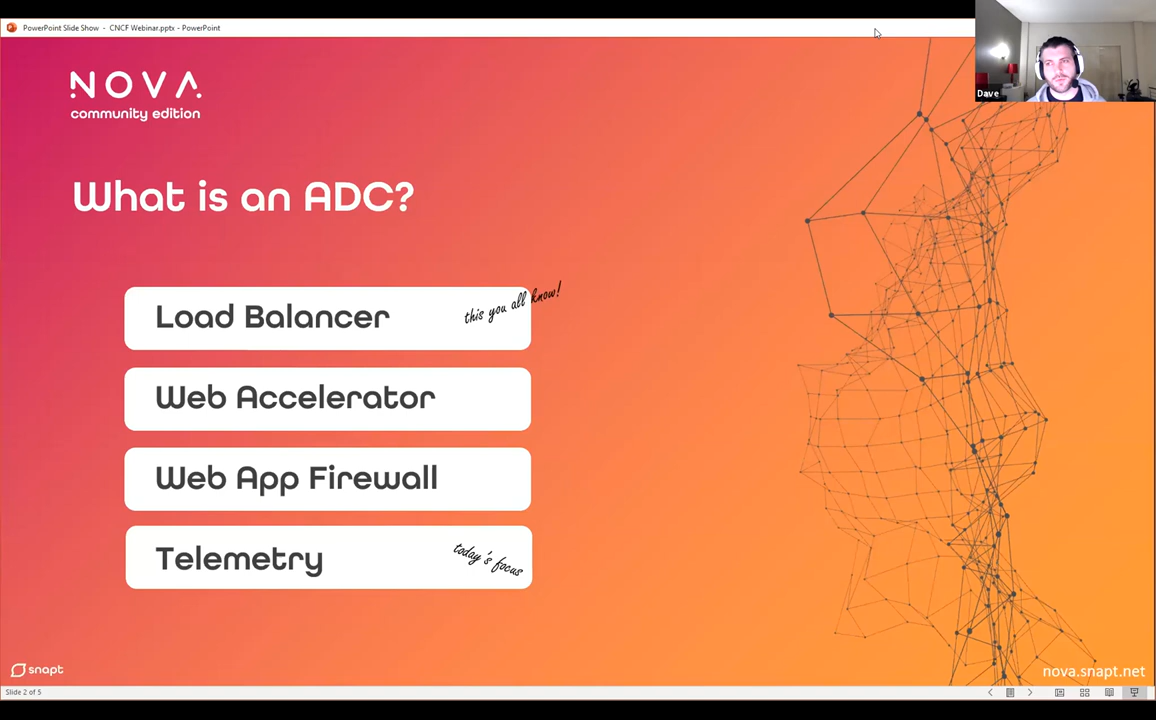 PowerPoint Slide Show - CNCF Webinar.pptx - PowerPoint
Dave
NOVA
community edition
What is an ADC?
Load Balancer
this you all know!
Web Accelerator
Web App Firewall
Telemetry
today's focus
snapt
nova.snapt.net
Slide 2 of 5